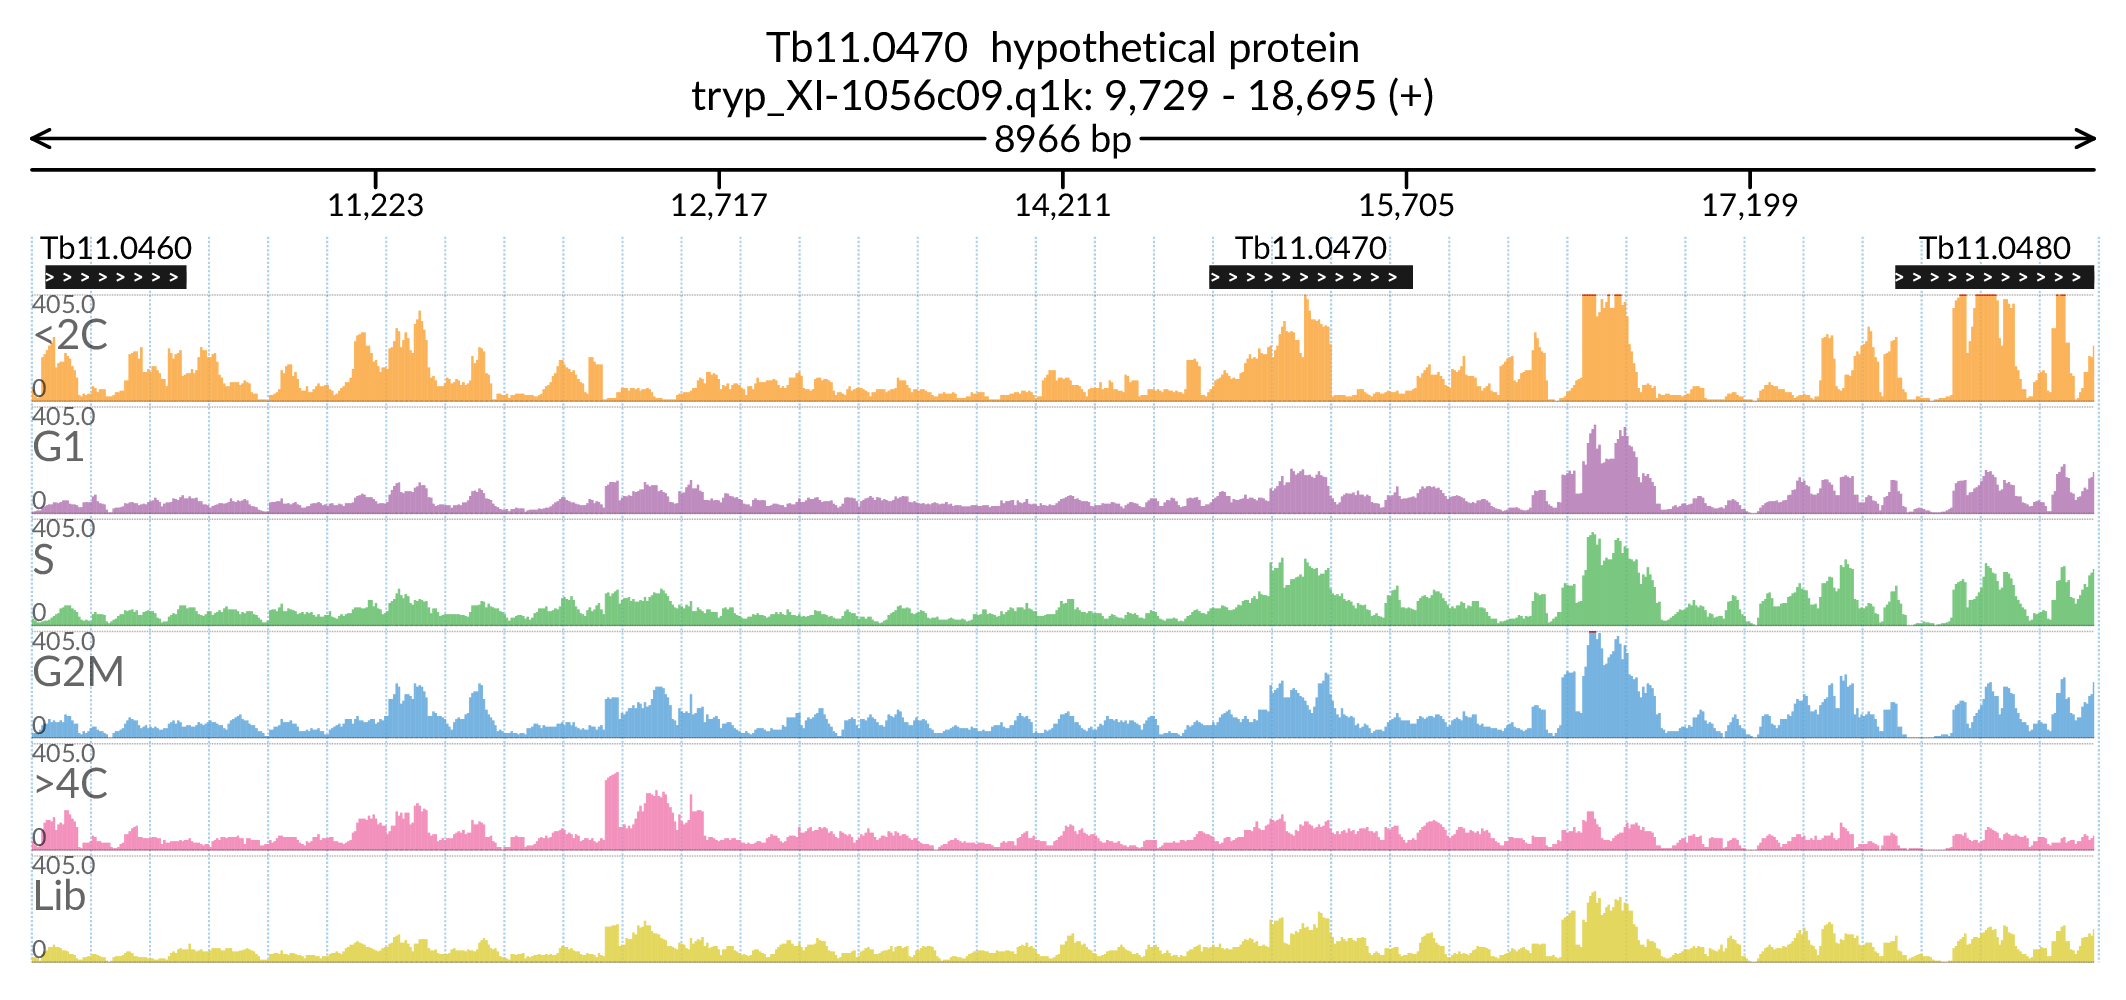 Tb11.0470 hypothetical protein
tryp_XI-1056c09.q1k: 9,729 - 18,695 (+)
8966 bp
11,223 12,717 14,211 15,705 17,199
Tb11.0460 Tb11.0470 Tb11.0480
405.0
<2C
0
405.0
G1
0
405.0
S
0
405.0
G2M
0
405.0
>4C
0
405.0
Lib
0